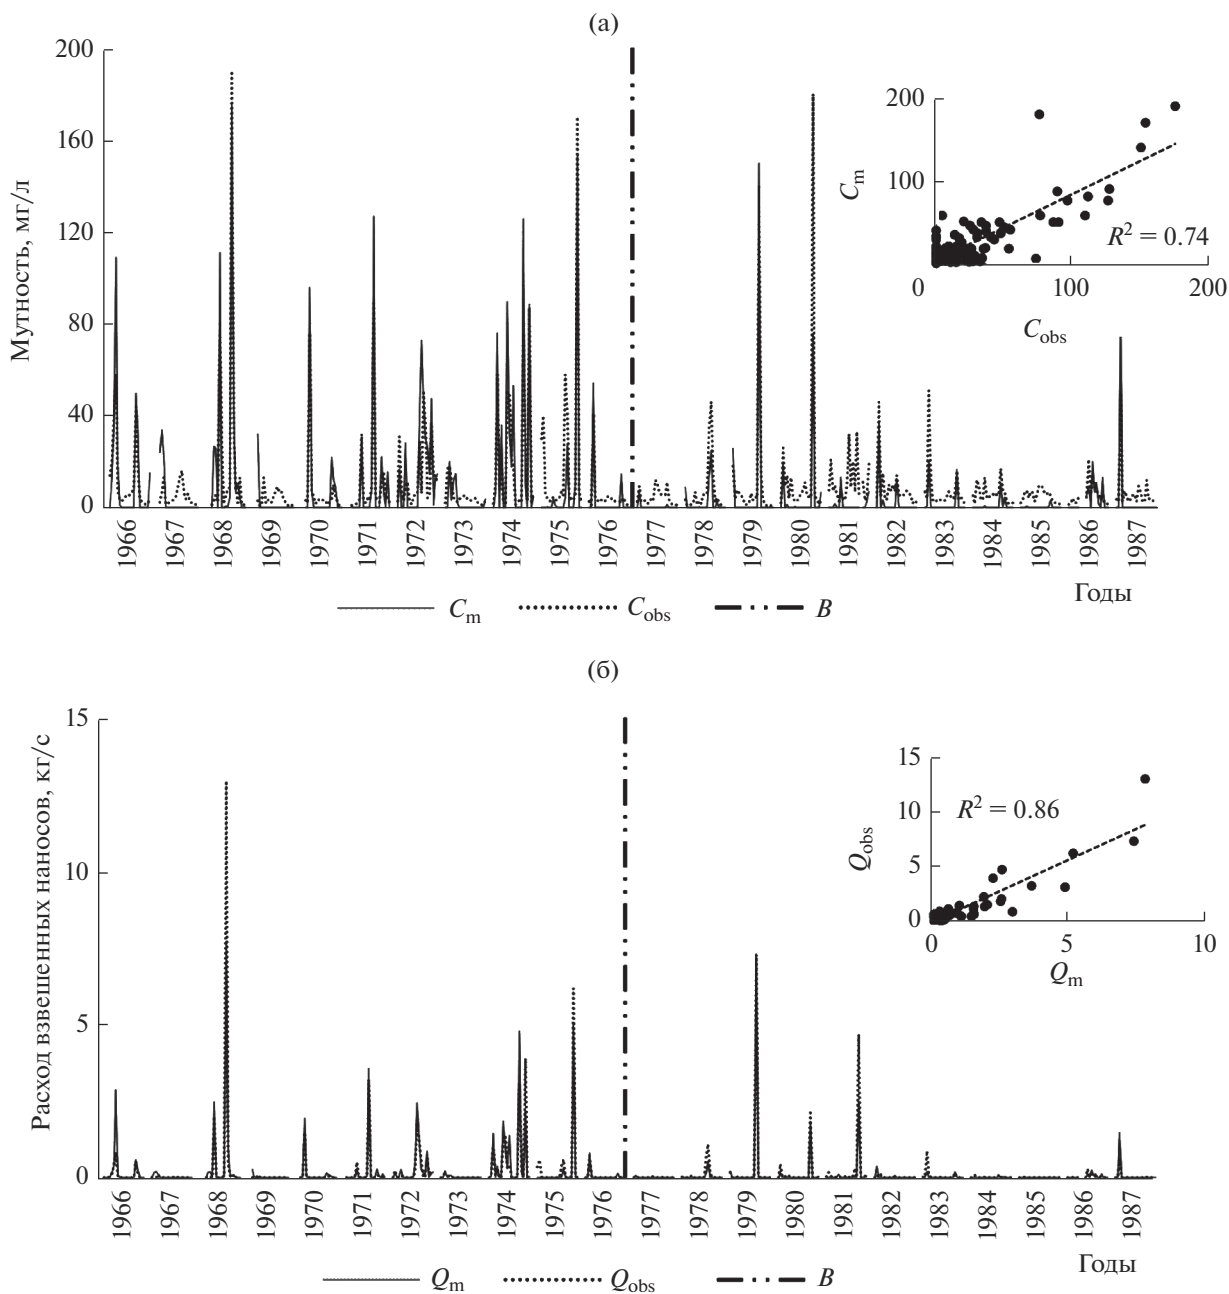 (а)
Мутность, мг/л
200
160
120
80
40
0
1966 1967 1968 1969 1970 1971 1972 1973 1974 1975 1976 1977 1978 1979 1980 1981 1982 1983 1984 1985 1986 1987
Годы
C_m C_obs B
C_m
200
100
R² = 0.74
0 100 200
C_obs
(б)
Расход взвешенных наносов, кг/с
15
10
5
0
1966 1967 1968 1969 1970 1971 1972 1973 1974 1975 1976 1977 1978 1979 1980 1981 1982 1983 1984 1985 1986 1987
Годы
Q_m Q_obs B
Q_obs
15
10
5
0
R² = 0.86
0 5 10
Q_m